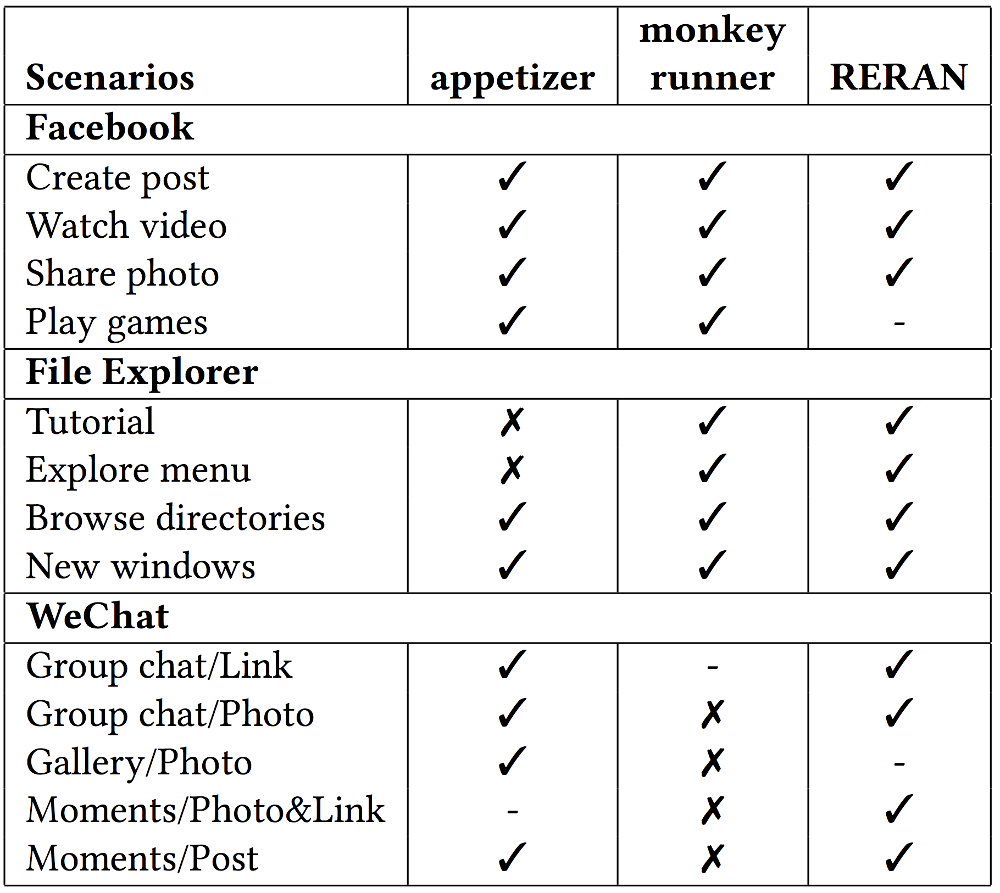 monkey
Scenarios appetizer runner RERAN
Facebook
Create post ✓ ✓ ✓
Watch video ✓ ✓ ✓
Share photo ✓ ✓ ✓
Play games ✓ ✓ -
File Explorer
Tutorial ✗ ✓ ✓
Explore menu ✗ ✓ ✓
Browse directories ✓ ✓ ✓
New windows ✓ ✓ ✓
WeChat
Group chat/Link ✓ - ✓
Group chat/Photo ✓ ✗ ✓
Gallery/Photo ✓ ✗ -
Moments/Photo&Link - ✗ ✓
Moments/Post ✓ ✗ ✓